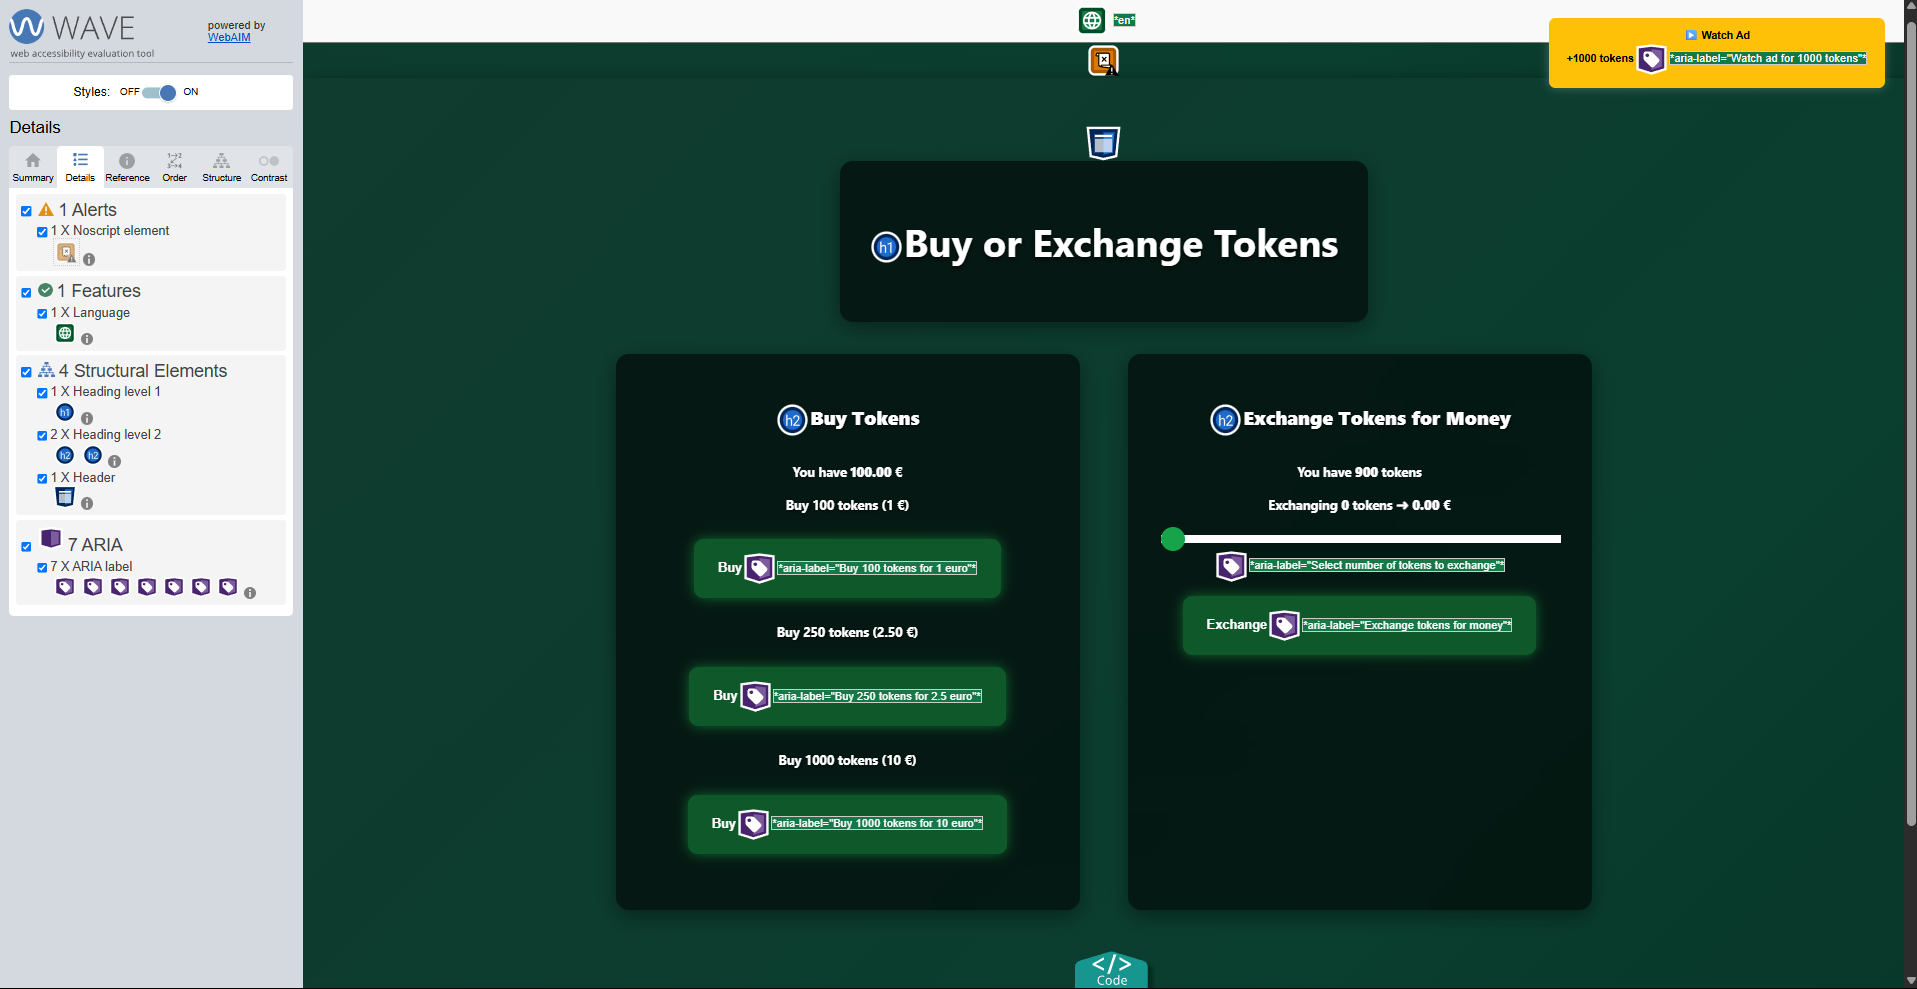 WAVE
web accessibility evaluation tool
powered by
WebAIM
Styles: OFF ON
Details
Summary Details Reference Order Structure Contrast
1 Alerts
1 X Noscript element
1 Features
1 X Language
4 Structural Elements
1 X Heading level 1
h1
2 X Heading level 2
h2 h2
1 X Header
7 ARIA
7 X ARIA label
*en*
Watch Ad
+1000 tokens *aria-label="Watch ad for 1000 tokens"*
h1 Buy or Exchange Tokens
h2 Buy Tokens
You have 100.00 €
Buy 100 tokens (1 €)
Buy *aria-label="Buy 100 tokens for 1 euro"*
Buy 250 tokens (2.50 €)
Buy *aria-label="Buy 250 tokens for 2.5 euro"*
Buy 1000 tokens (10 €)
Buy *aria-label="Buy 1000 tokens for 10 euro"*
h2 Exchange Tokens for Money
You have 900 tokens
Exchanging 0 tokens ➜ 0.00 €
*aria-label="Select number of tokens to exchange"*
Exchange *aria-label="Exchange tokens for money"*
</>
Code